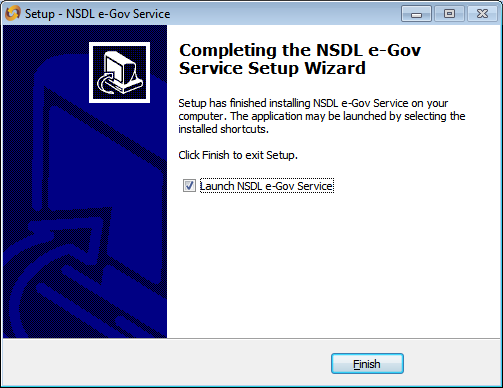 Setup - NSDL e-Gov Service
Completing the NSDL e-Gov
Service Setup Wizard
Setup has finished installing NSDL e-Gov Service on your
computer. The application may be launched by selecting the
installed shortcuts.
Click Finish to exit Setup.
Launch NSDL e-Gov Service
Finish